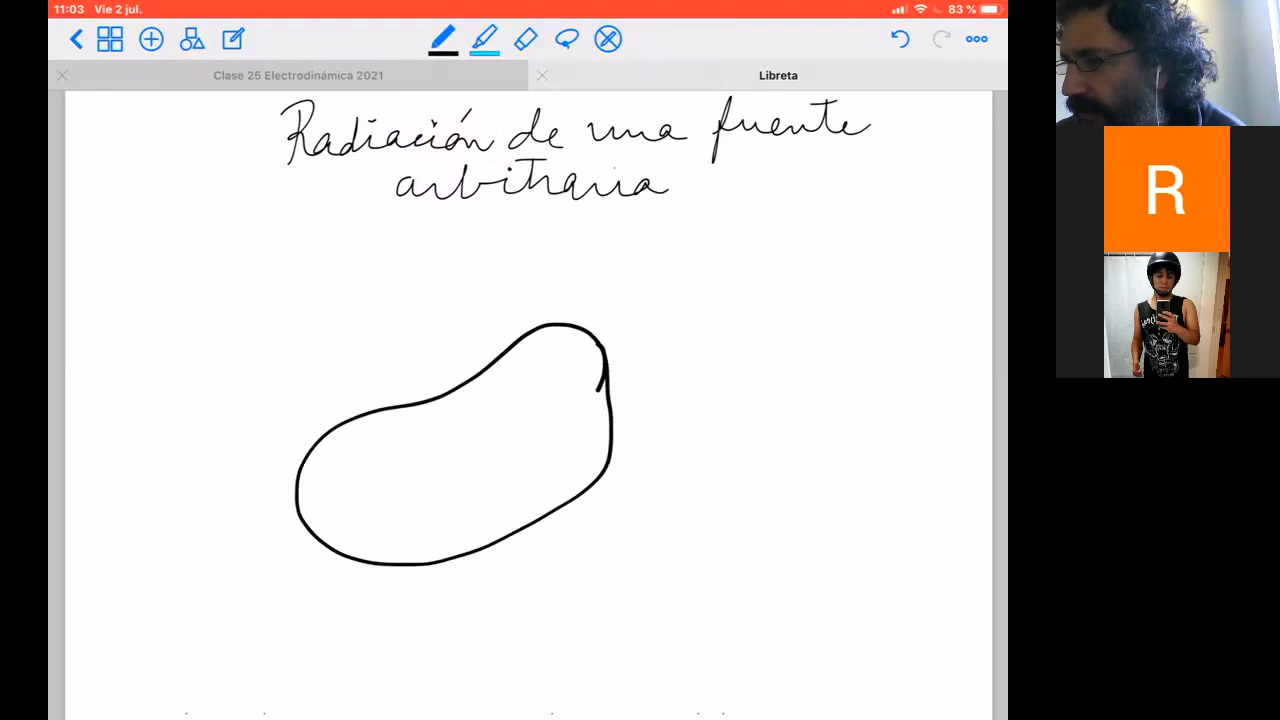 11:03 Vie 2 jul. 83 %
Clase 25 Electrodinámica 2021
Libreta
Radiación de una fuente
arbitraria
R